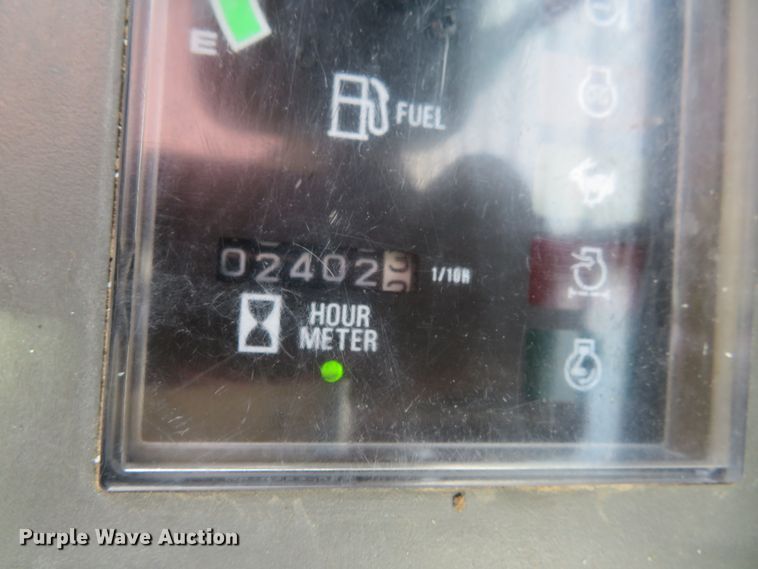 E
FUEL
02402
1/10H
HOUR
METER
Purple Wave Auction